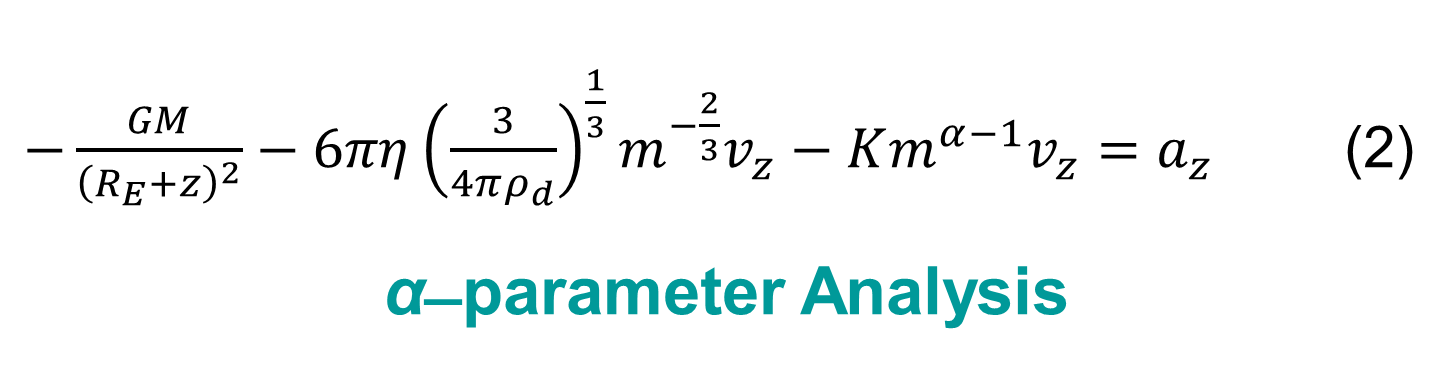 −GM/(R_E+z)² − 6πη(3/4πρ_d)^(1/3) m^(−2/3) v_z − Km^(α−1) v_z = a_z (2)
α–parameter Analysis